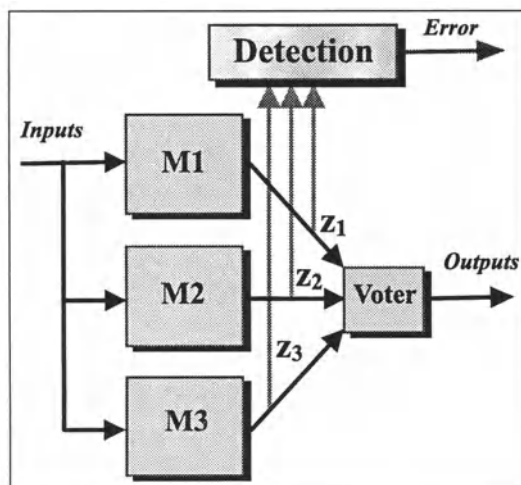 Detection
Error
Inputs
M1
z1
M2
z2
Voter
Outputs
z3
M3